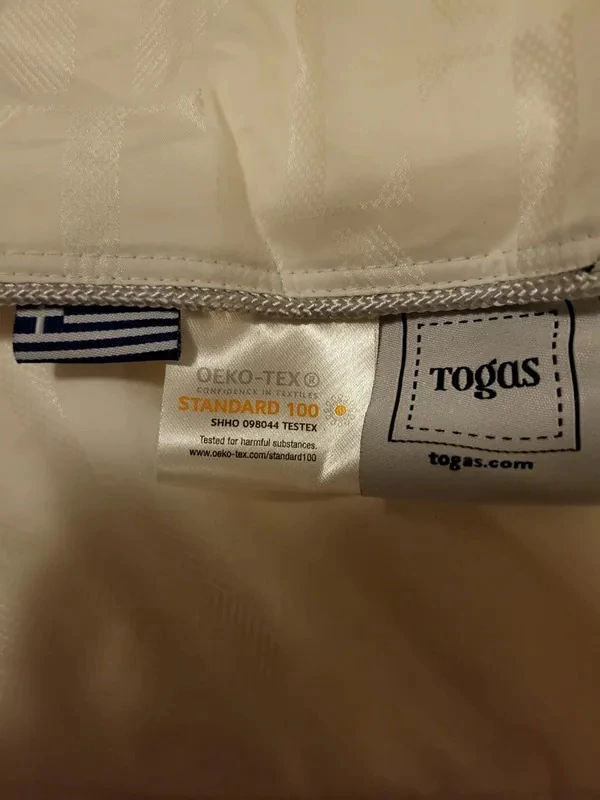 OEKO-TEX®
CONFIDENCE IN TEXTILES
STANDARD 100
SHHO 098044 TESTEX
Tested for harmful substances.
www.oeko-tex.com/standard100
Togas
togas.com